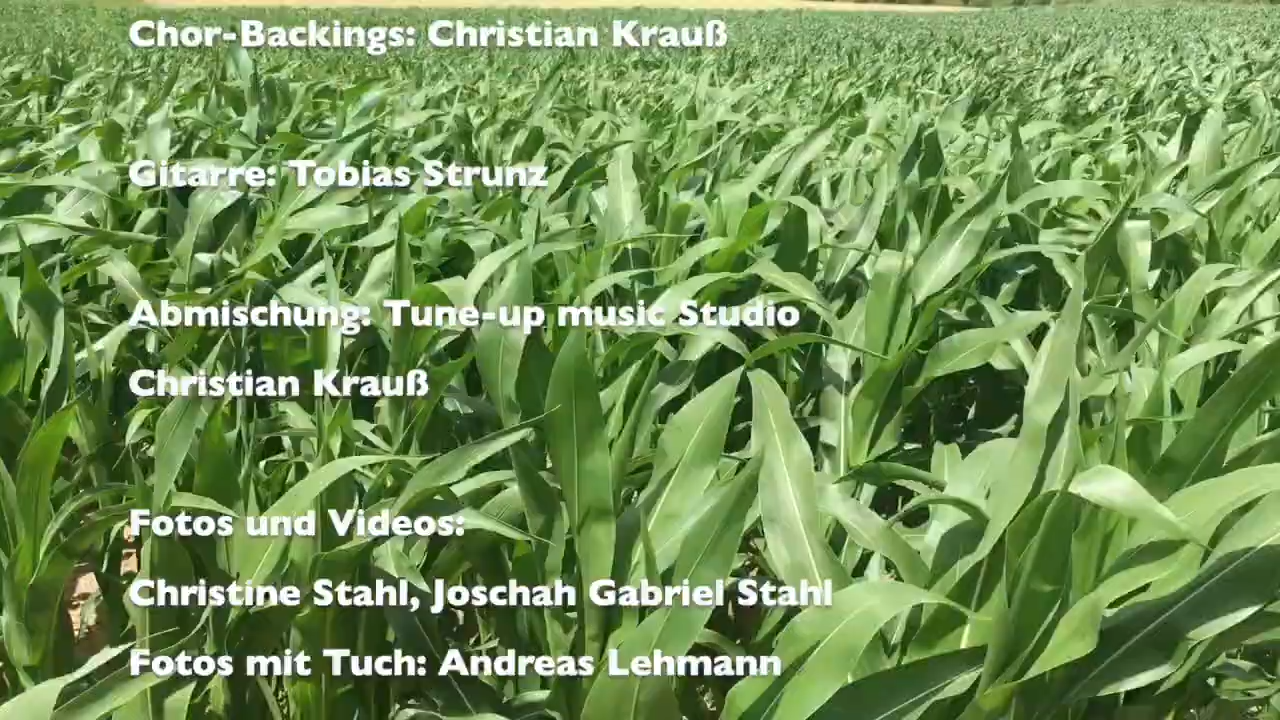 Chor-Backings: Christian Krauß
Gitarre: Tobias Strunz
Abmischung: Tune-up music Studio
Christian Krauß
Fotos und Videos:
Christine Stahl, Joschah Gabriel Stahl
Fotos mit Tuch: Andreas Lehmann